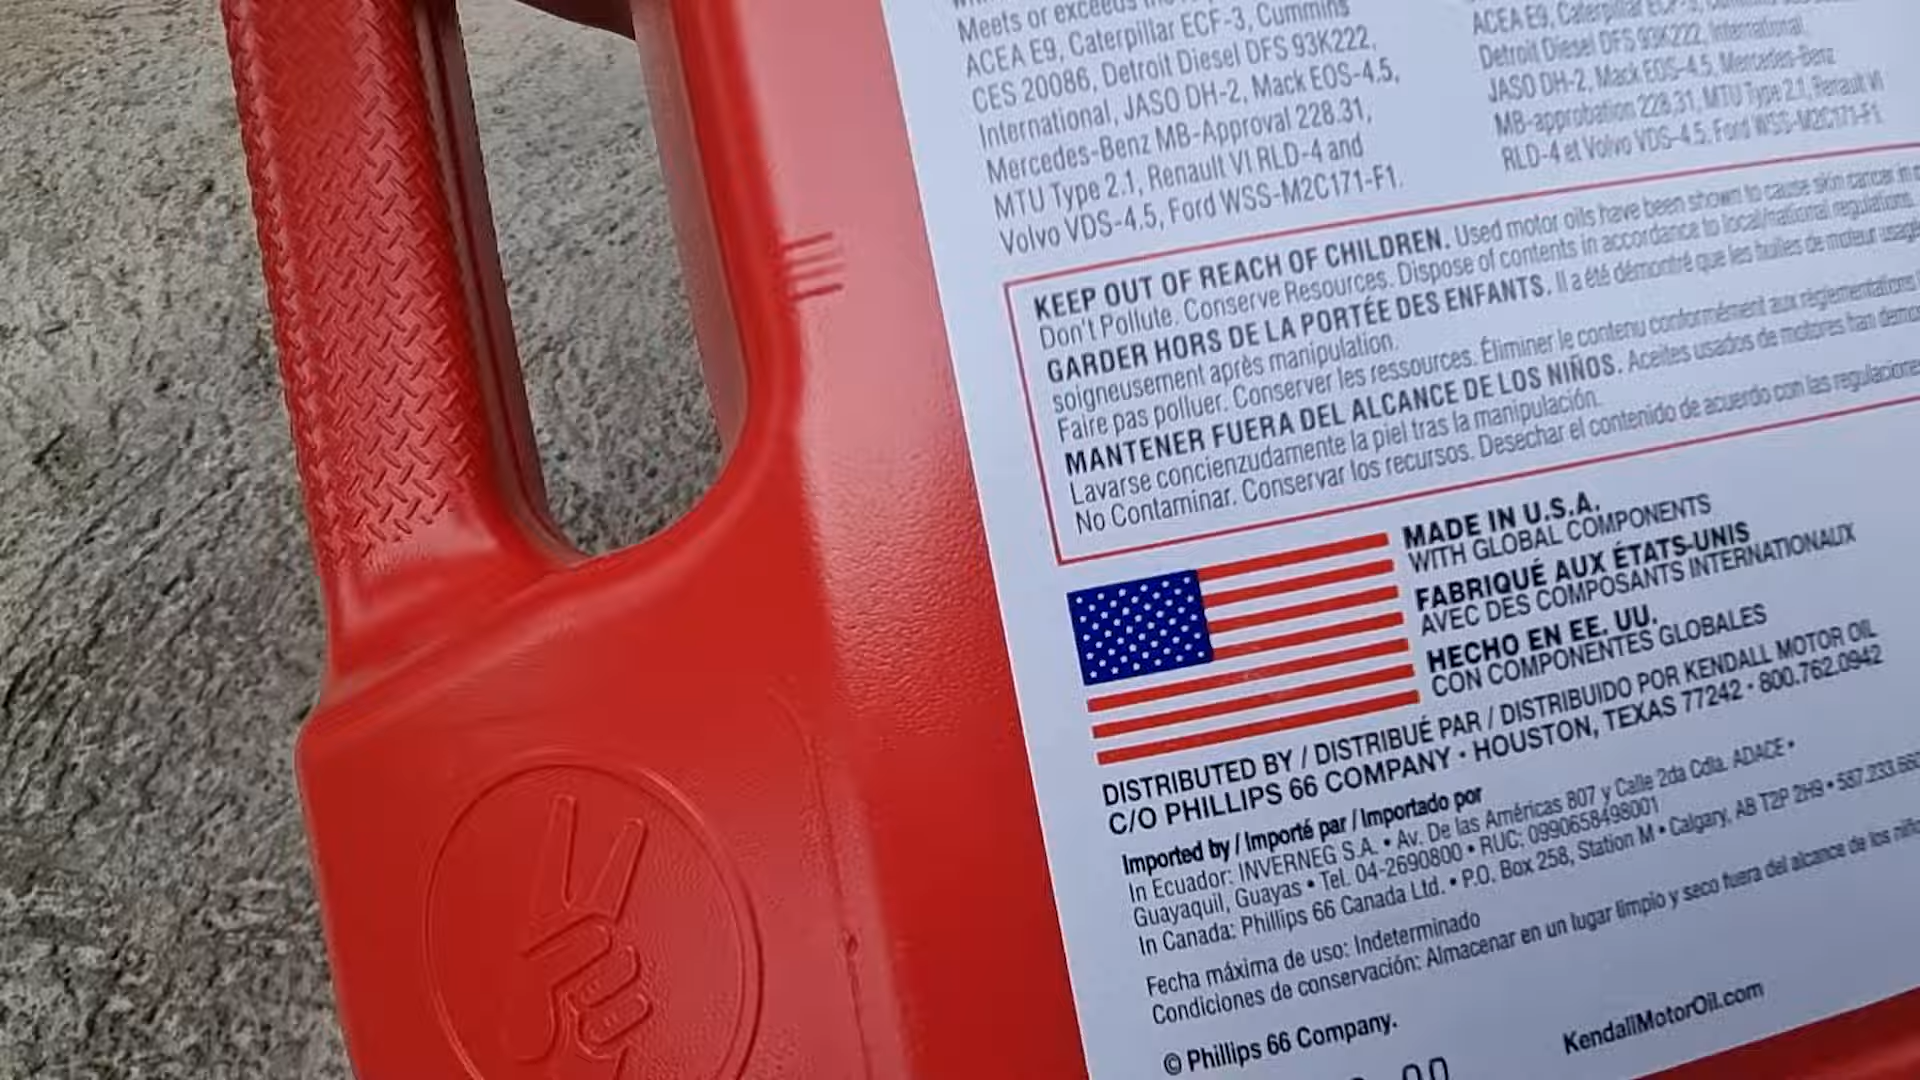 Meets or exceeds
ACEA E9, Caterpillar ECF-3, Cummins
CES 20086, Detroit Diesel DFS 93K222,
International, JASO DH-2, Mack EOS-4.5,
Mercedes-Benz MB-Approval 228.31,
MTU Type 2.1, Renault VI RLD-4 and
Volvo VDS-4.5, Ford WSS-M2C171-F1.
ACEA E9, Caterpillar ECF-3,
Detroit Diesel DFS 93K222, International,
JASO DH-2, Mack EOS-4.5, Mercedes-Benz
MB-approbation 228.31, MTU Type 2.1, Renault VI
RLD-4 et Volvo VDS-4.5, Ford WSS-M2C171-F1.
KEEP OUT OF REACH OF CHILDREN. Used motor oils have been shown to cause skin cancer in
Don't Pollute. Conserve Resources. Dispose of contents in accordance to local/national regulations.
GARDER HORS DE LA PORTÉE DES ENFANTS. Il a été démontré que les huiles de moteur
soigneusement après manipulation.
Faire pas polluer. Conserver les ressources. Éliminer le contenu conformément aux réglementations
MANTENER FUERA DEL ALCANCE DE LOS NIÑOS. Aceites usados de motores han
Lavarse concienzudamente la piel tras la manipulación.
No Contaminar. Conservar los recursos. Desechar el contenido de acuerdo con las regulaciones
MADE IN U.S.A.
WITH GLOBAL COMPONENTS
FABRIQUÉ AUX ÉTATS-UNIS
AVEC DES COMPOSANTS INTERNATIONAUX
HECHO EN EE. UU.
CON COMPONENTES GLOBALES
DISTRIBUTED BY / DISTRIBUÉ PAR / DISTRIBUIDO POR KENDALL MOTOR OIL
C/O PHILLIPS 66 COMPANY • HOUSTON, TEXAS 77242 • 800.762.0942
Imported by / Importé par / Importado por
In Ecuador: INVERNEG S.A. • Av. De las Américas 807 y Calle 2da Cdla. ADACE •
Guayaquil, Guayas • Tel. 04-2690800 • RUC: 0990658498001
In Canada: Phillips 66 Canada Ltd. • P.O. Box 258, Station M • Calgary, AB T2P 2H9 • 587.233.
Fecha máxima de uso: Indeterminado
Condiciones de conservación: Almacenar en un lugar limpio y seco fuera del alcance de los
© Phillips 66 Company.
KendallMotorOil.com